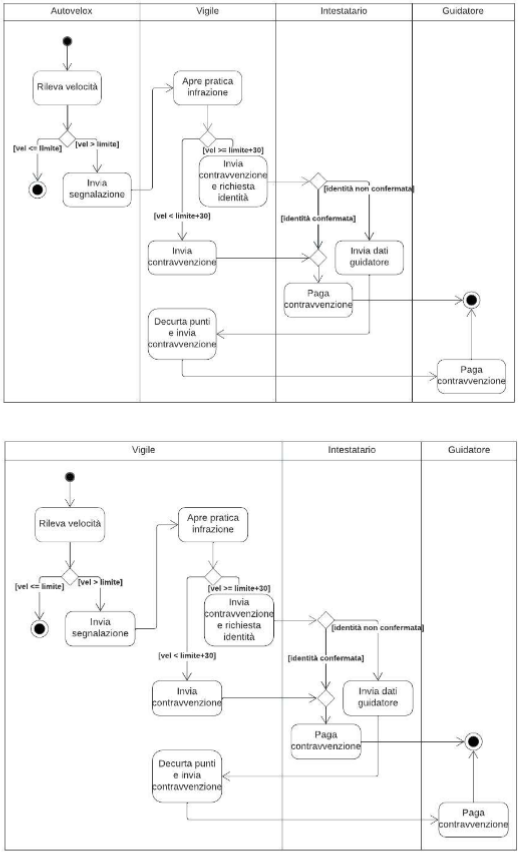 Autovelox
Vigile
Intestatario
Guidatore
Rileva velocità
Apre pratica
infrazione
[vel <= limite]
[vel > limite]
[vel >= limite+30]
Invia
segnalazione
Invia
contravvenzione
e richiesta
identità
[identità non confermata]
[vel < limite+30]
[identità confermata]
Invia
contravvenzione
Invia dati
guidatore
Paga
contravvenzione
Decurta punti
e invia
contravvenzione
Paga
contravvenzione
Vigile
Intestatario
Guidatore
Rileva velocità
Apre pratica
infrazione
[vel <= limite]
[vel > limite]
[vel >= limite+30]
Invia
segnalazione
Invia
contravvenzione
e richiesta
identità
[identità non confermata]
[vel < limite+30]
[identità confermata]
Invia
contravvenzione
Invia dati
guidatore
Paga
contravvenzione
Decurta punti
e invia
contravvenzione
Paga
contravvenzione